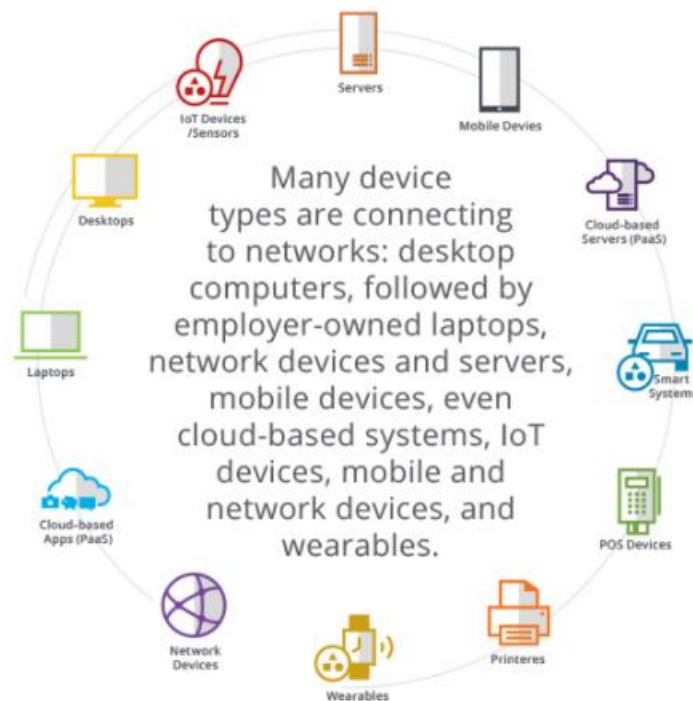 Servers
IoT Devices
/Sensors
Mobile Devies
Many device
types are connecting
to networks: desktop
computers, followed by
employer-owned laptops,
network devices and servers,
mobile devices, even
cloud-based systems, IoT
devices, mobile and
network devices, and
wearables.
Desktops
Cloud-based
Servers (PaaS)
Laptops
Smart
Systems
Cloud-based
Apps (PaaS)
POS Devices
Network
Devices
Printeres
Wearables